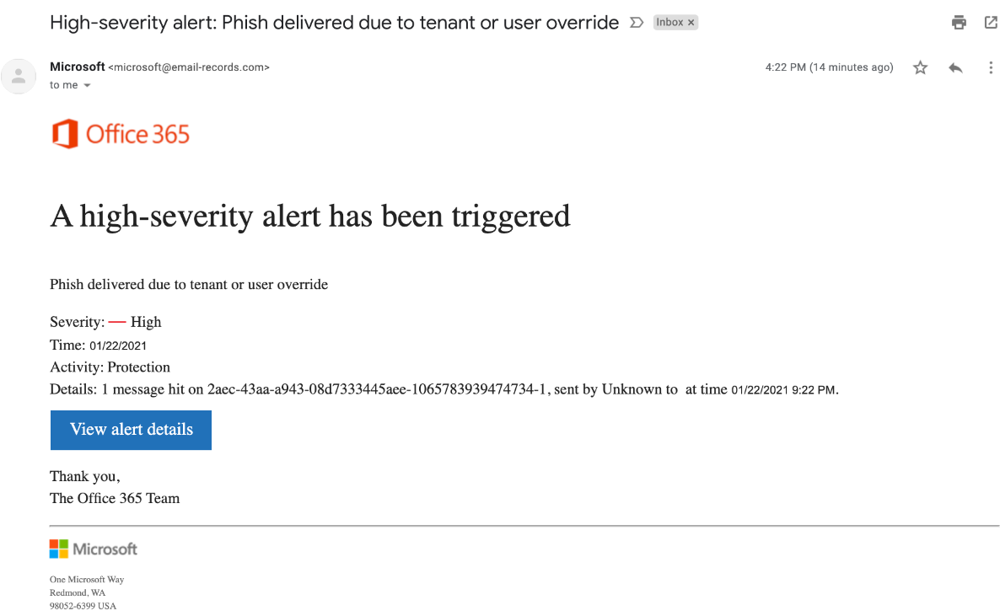 High-severity alert: Phish delivered due to tenant or user override Inbox ×
Microsoft <microsoft@email-records.com> 4:22 PM (14 minutes ago)
to me
Office 365
A high-severity alert has been triggered
Phish delivered due to tenant or user override
Severity: — High
Time: 01/22/2021
Activity: Protection
Details: 1 message hit on 2aec-43aa-a943-08d7333445aee-1065783939474734-1, sent by Unknown to  at time 01/22/2021 9:22 PM.
View alert details
Thank you,
The Office 365 Team
Microsoft
One Microsoft Way
Redmond, WA
98052-6399 USA